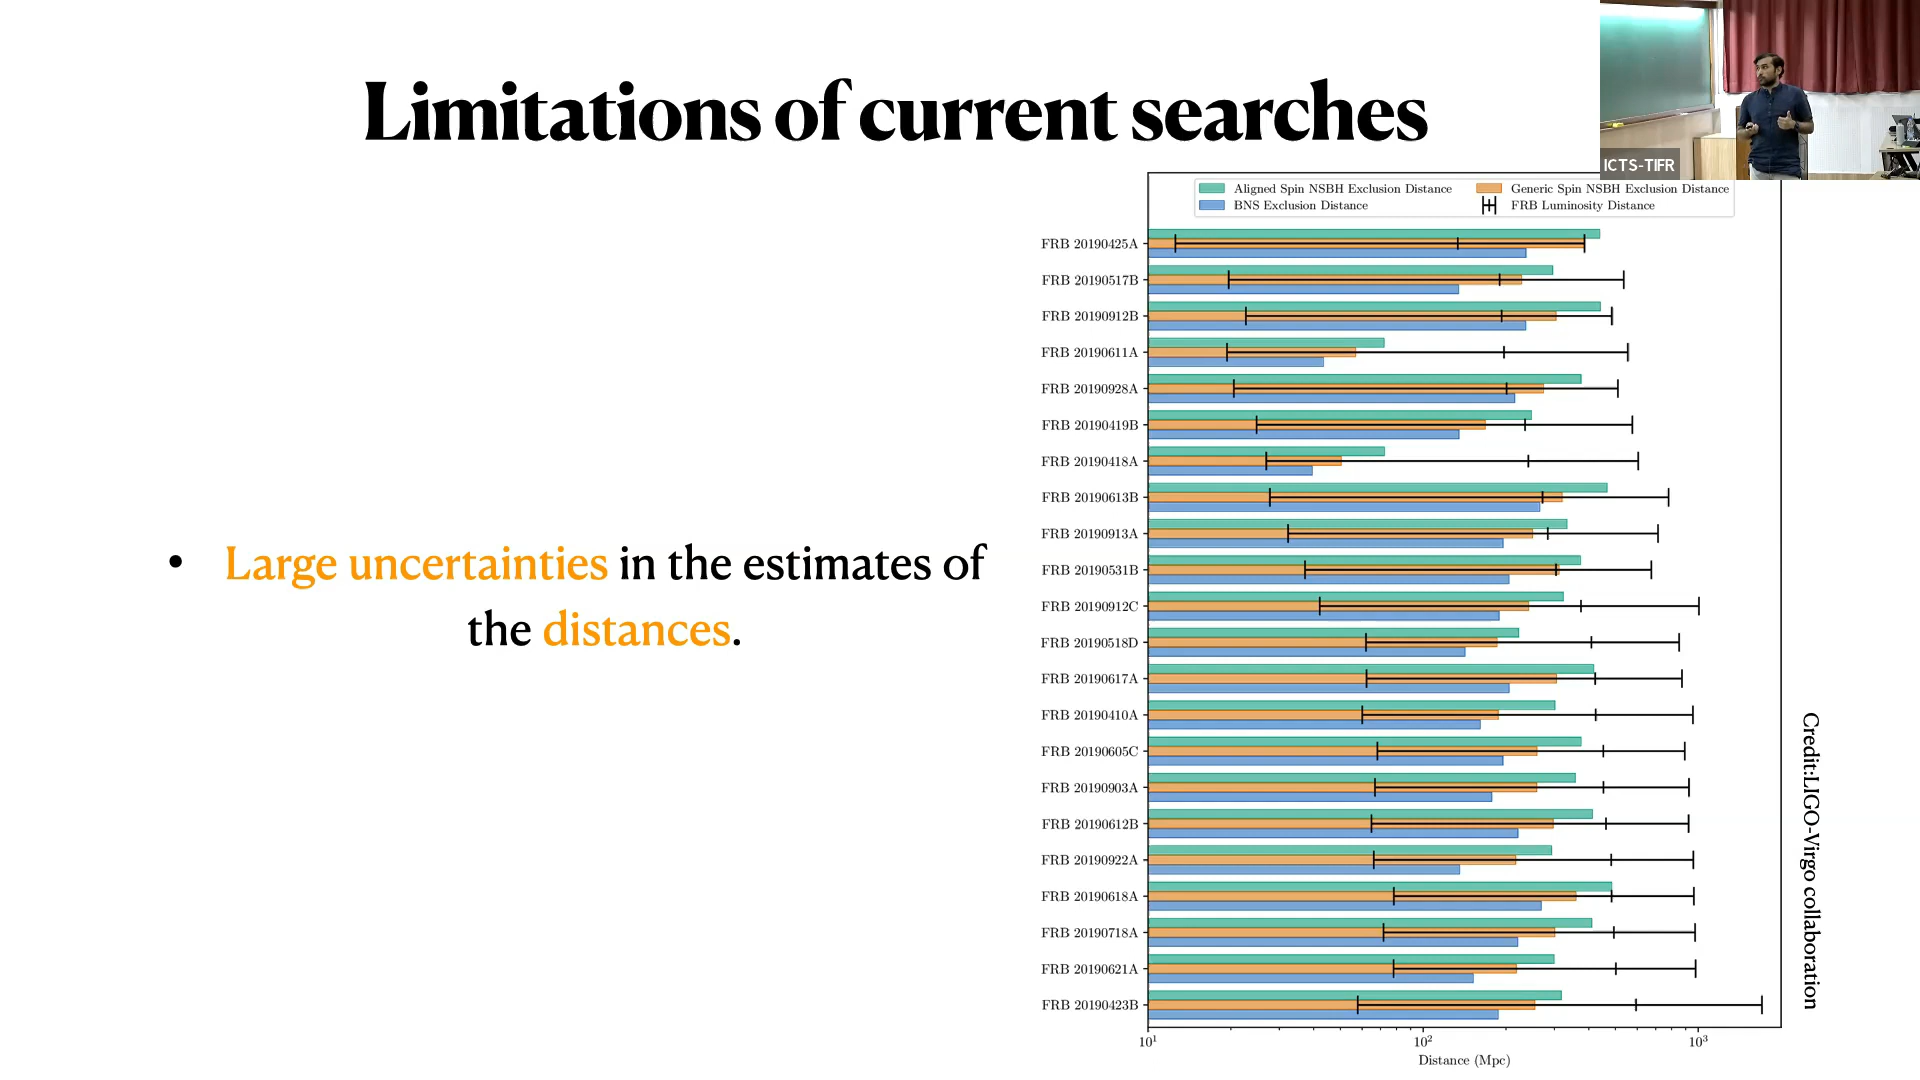 Limitations of current searches
ICTS-TIFR
Aligned Spin NSBH Exclusion Distance
BNS Exclusion Distance
Generic Spin NSBH Exclusion Distance
FRB Luminosity Distance
• Large uncertainties in the estimates of
the distances.
FRB 20190425A
FRB 20190517B
FRB 20190912B
FRB 20190611A
FRB 20190928A
FRB 20190419B
FRB 20190418A
FRB 20190613B
FRB 20190913A
FRB 20190531B
FRB 20190912C
FRB 20190518D
FRB 20190617A
FRB 20190410A
FRB 20190605C
FRB 20190903A
FRB 20190612B
FRB 20190922A
FRB 20190618A
FRB 20190718A
FRB 20190621A
FRB 20190423B
10¹ 10² 10³
Distance (Mpc)
Credit:LIGO-Virgo collaboration